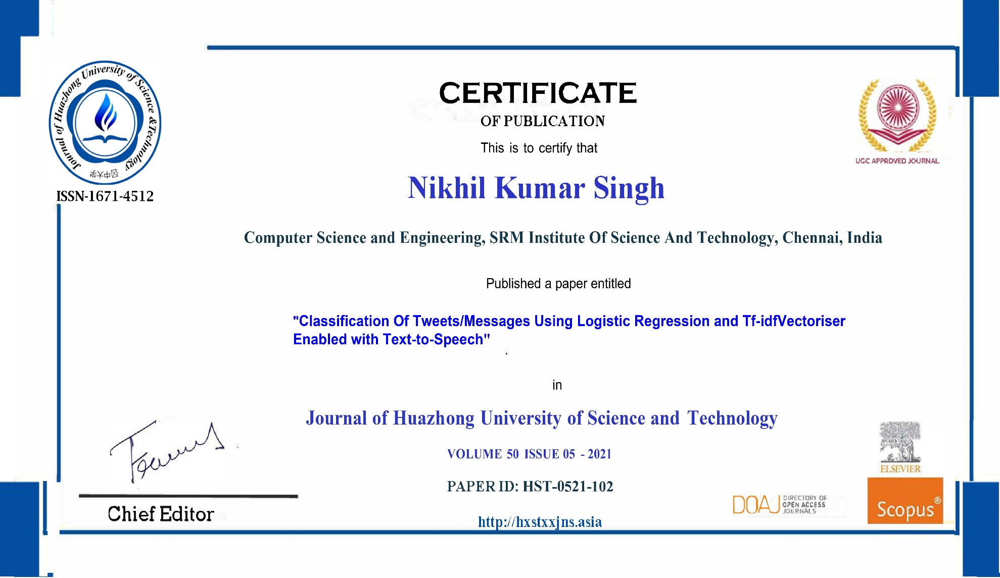 Journal of Huazhong University of Science &Technology
中大学
ISSN-1671-4512
CERTIFICATE
OF PUBLICATION
This is to certify that
UGC APPROVED JOURNAL
Nikhil Kumar Singh
Computer Science and Engineering, SRM Institute Of Science And Technology, Chennai, India
Published a paper entitled
"Classification Of Tweets/Messages Using Logistic Regression and Tf-idfVectoriser
Enabled with Text-to-Speech"
.
in
Journal of Huazhong University of Science and Technology
VOLUME 50 ISSUE 05 - 2021
PAPER ID: HST-0521-102
http://hxstxxjns.asia
Chief Editor
DOAJ DIRECTORY OF
OPEN ACCESS
JOURNALS
ELSEVIER
Scopus®